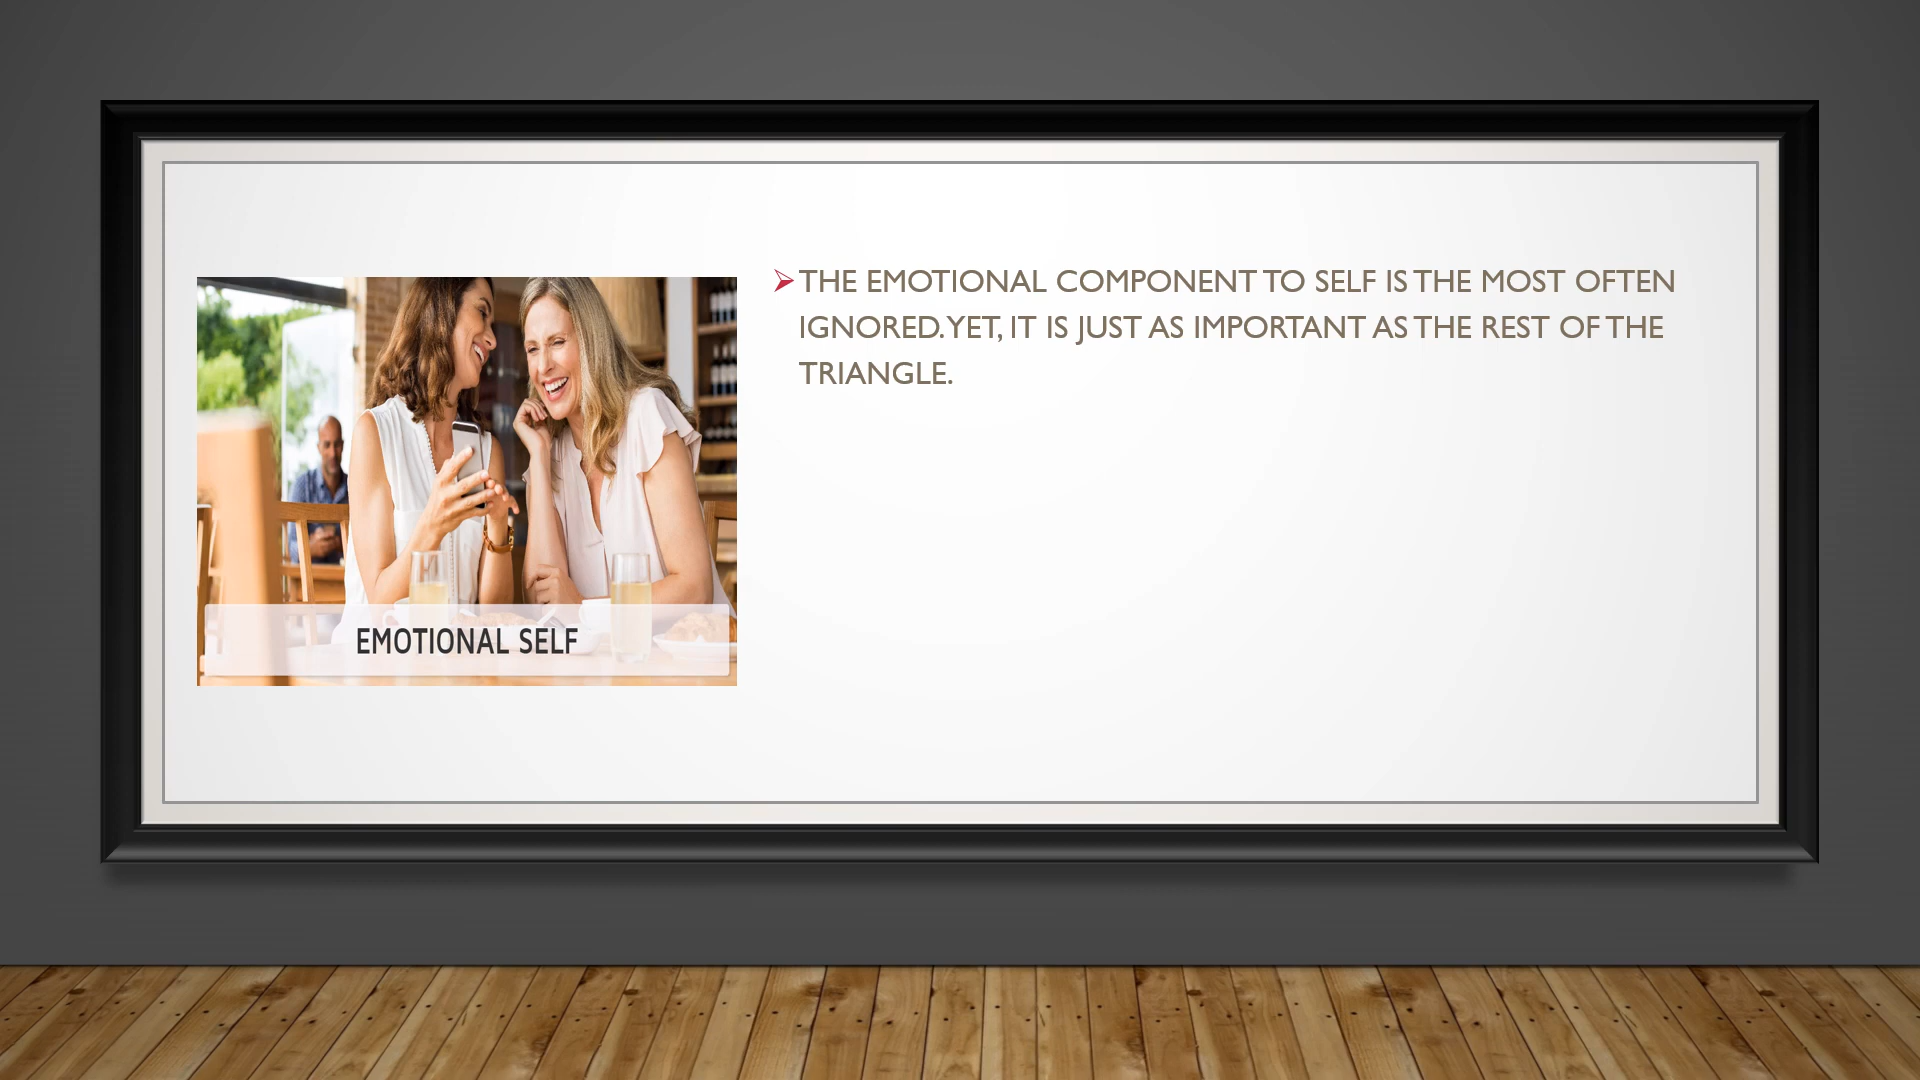 THE EMOTIONAL COMPONENT TO SELF IS THE MOST OFTEN
IGNORED. YET, IT IS JUST AS IMPORTANT AS THE REST OF THE
TRIANGLE.
EMOTIONAL SELF